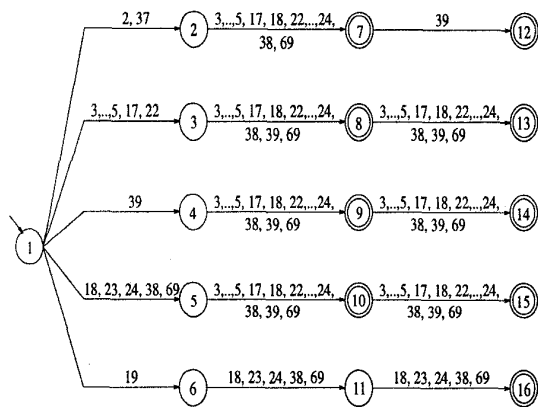 2, 37
2
3,..,5, 17, 18, 22,..,24,
38, 69
7
39
12
3,..,5, 17, 22
3
3,..,5, 17, 18, 22,..,24,
38, 39, 69
8
3,..,5, 17, 18, 22,..,24,
38, 39, 69
13
39
4
3,..,5, 17, 18, 22,..,24,
38, 39, 69
9
3,..,5, 17, 18, 22,..,24,
38, 39, 69
14
1
18, 23, 24, 38, 69
5
3,..,5, 17, 18, 22,..,24,
38, 39, 69
10
3,..,5, 17, 18, 22,..,24,
38, 39, 69
15
19
6
18, 23, 24, 38, 69
11
18, 23, 24, 38, 69
16